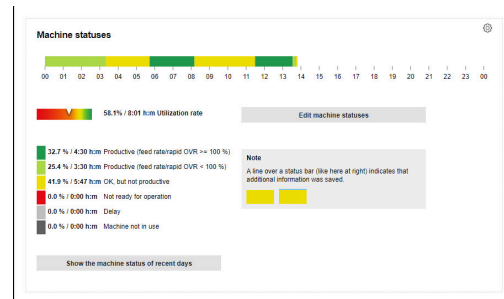 Machine statuses
00 01 02 03 04 05 06 07 08 09 10 11 12 13 14 15 16 17 18 19 20 21 22 23 00
58.1% / 8:01 h:m Utilization rate
Edit machine statuses
32.7 % / 4:30 h:m Productive (feed rate/rapid OVR >= 100 %)
25.4 % / 3:30 h:m Productive (feed rate/rapid OVR < 100 %)
41.9 % / 5:47 h:m OK, but not productive
0.0 % / 0:00 h:m Not ready for operation
0.0 % / 0:00 h:m Delay
0.0 % / 0:00 h:m Machine not in use
Note
A line over a status bar (like here at right) indicates that
additional information was saved.
Show the machine status of recent days